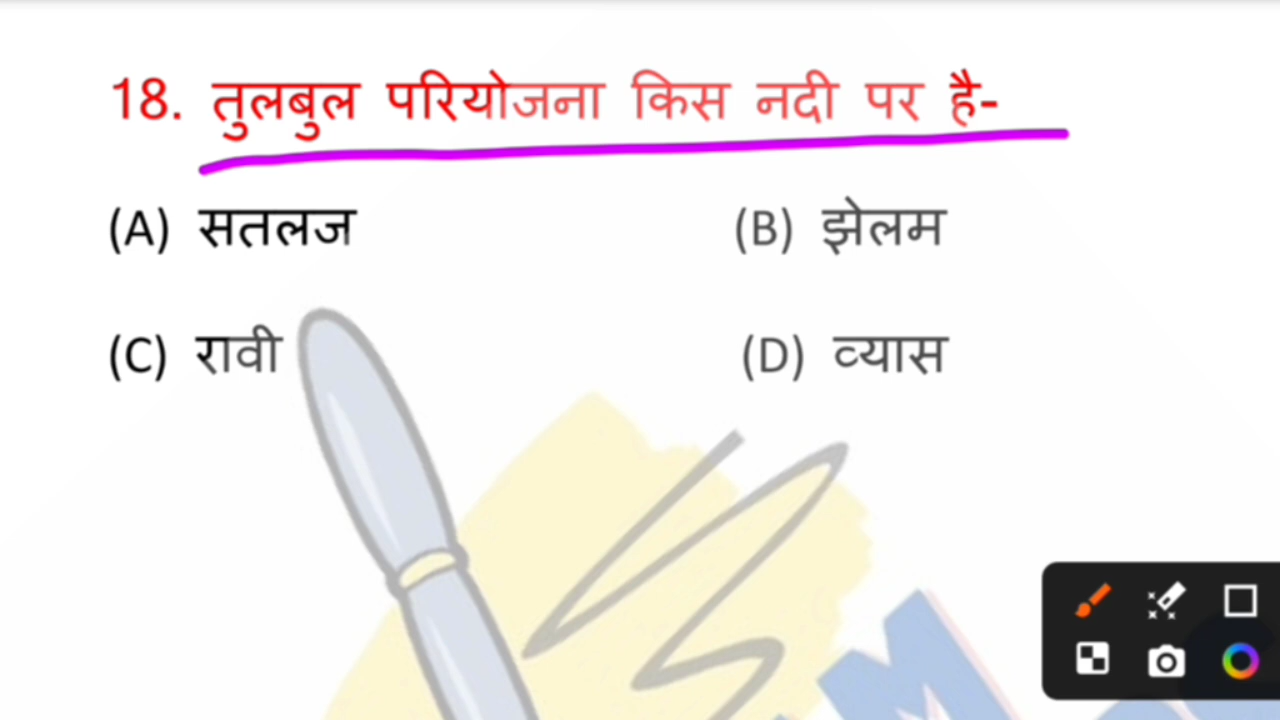 18. तुलबुल परियोजना किस नदी पर है-
(A) सतलज (B) झेलम
(C) रावी (D) व्यास